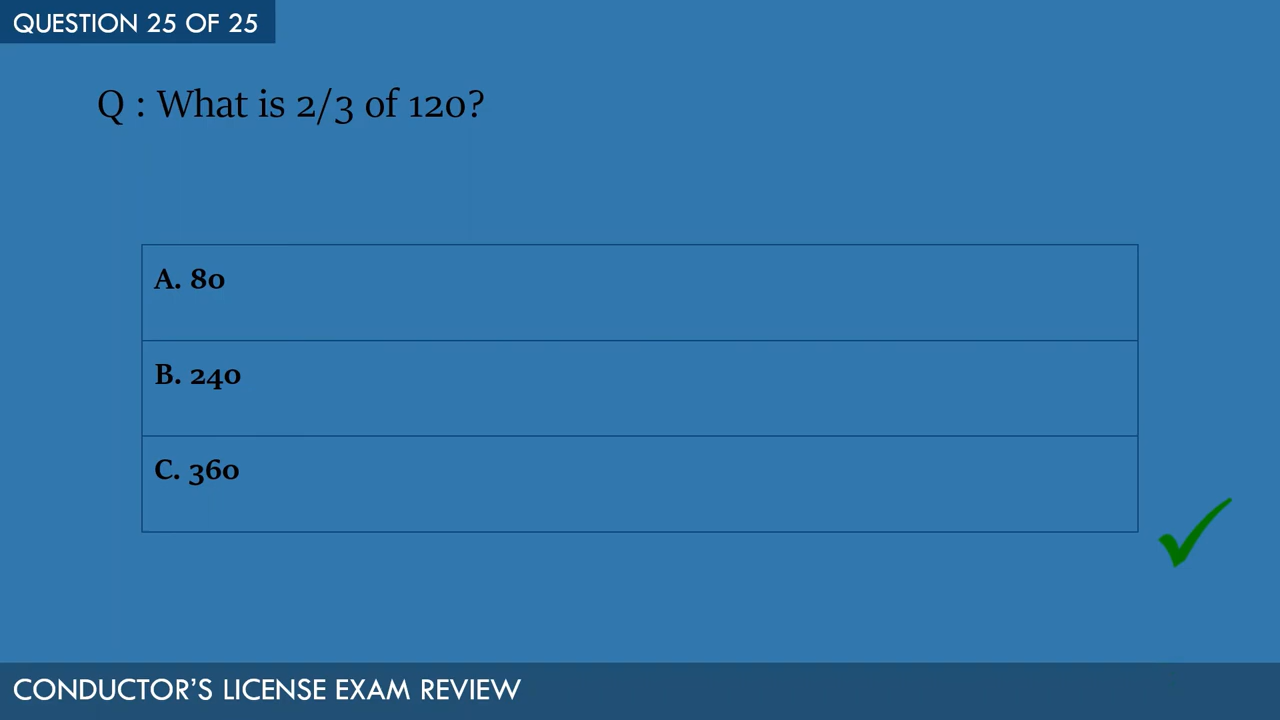 QUESTION 25 OF 25
Q : What is 2/3 of 120?
A. 80
B. 240
C. 360
CONDUCTOR'S LICENSE EXAM REVIEW